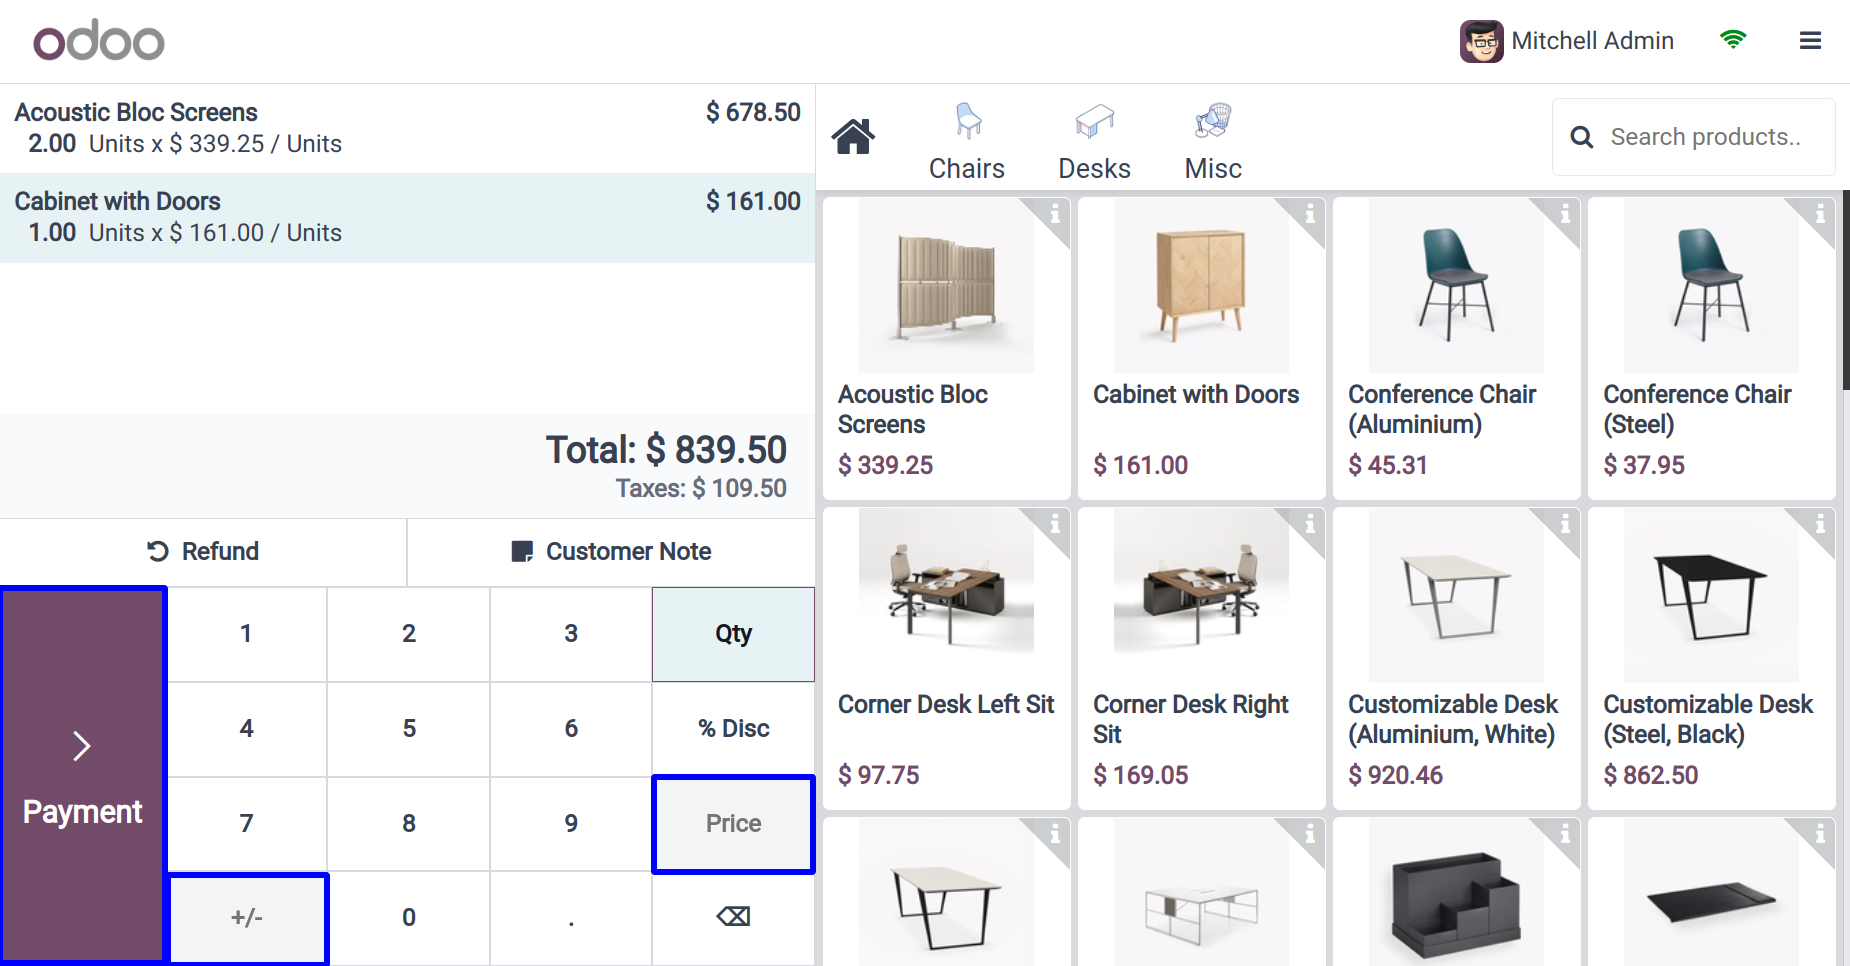 odoo
Mitchell Admin
Acoustic Bloc Screens $ 678.50
2.00 Units x $ 339.25 / Units
Cabinet with Doors $ 161.00
1.00 Units x $ 161.00 / Units
Total: $ 839.50
Taxes: $ 109.50
Refund Customer Note
Payment
1 2 3 Qty
4 5 6 % Disc
7 8 9 Price
+/- 0 .
Chairs Desks Misc
Search products..
Acoustic Bloc
Screens
$ 339.25
Cabinet with Doors
$ 161.00
Conference Chair
(Aluminium)
$ 45.31
Conference Chair
(Steel)
$ 37.95
Corner Desk Left Sit
$ 97.75
Corner Desk Right
Sit
$ 169.05
Customizable Desk
(Aluminium, White)
$ 920.46
Customizable Desk
(Steel, Black)
$ 862.50